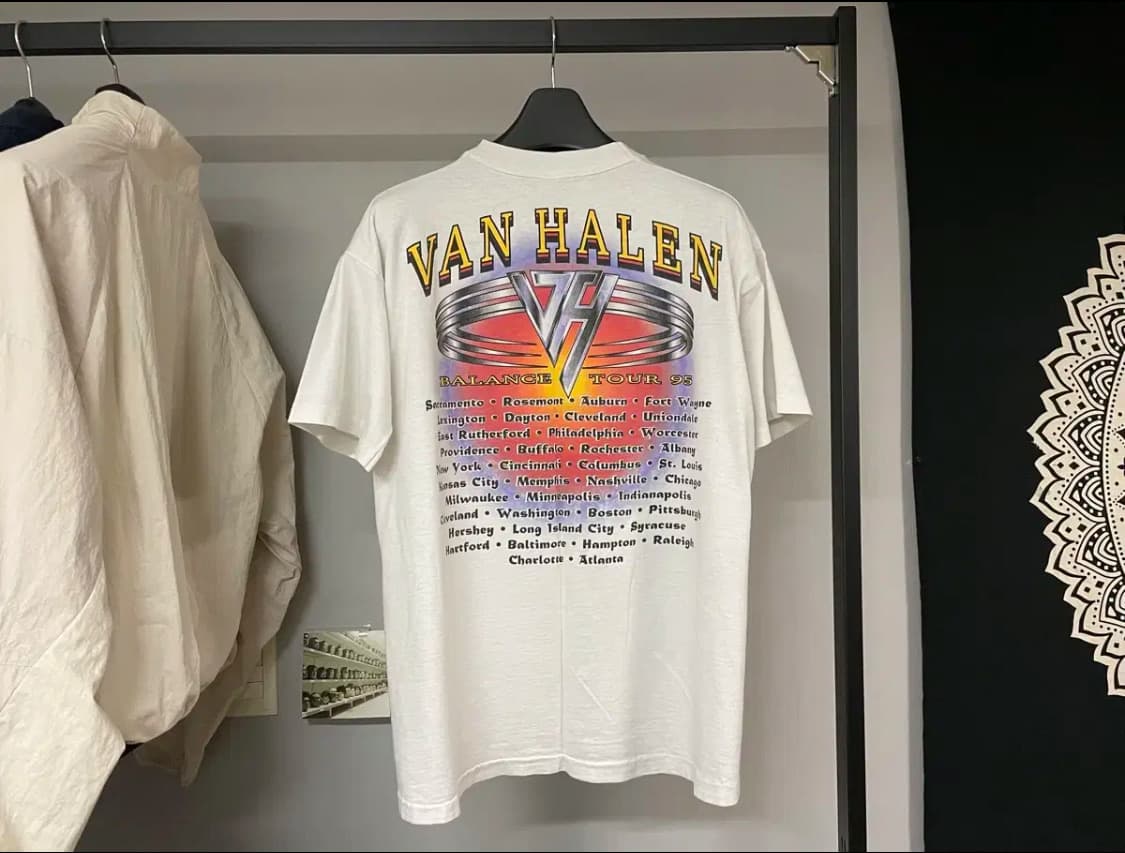 VAN HALEN
VH
BALANCE TOUR 95
Sacramento • Rosemont • Auburn • Fort Wayne
Lexington • Dayton • Cleveland • Uniondale
East Rutherford • Philadelphia • Worcester
Providence • Buffalo • Rochester • Albany
New York • Cincinnati • Columbus • St. Louis
Kansas City • Memphis • Nashville • Chicago
Milwaukee • Minneapolis • Indianapolis
Cleveland • Washington • Boston • Pittsburgh
Hershey • Long Island City • Syracuse
Hartford • Baltimore • Hampton • Raleigh
Charlotte • Atlanta